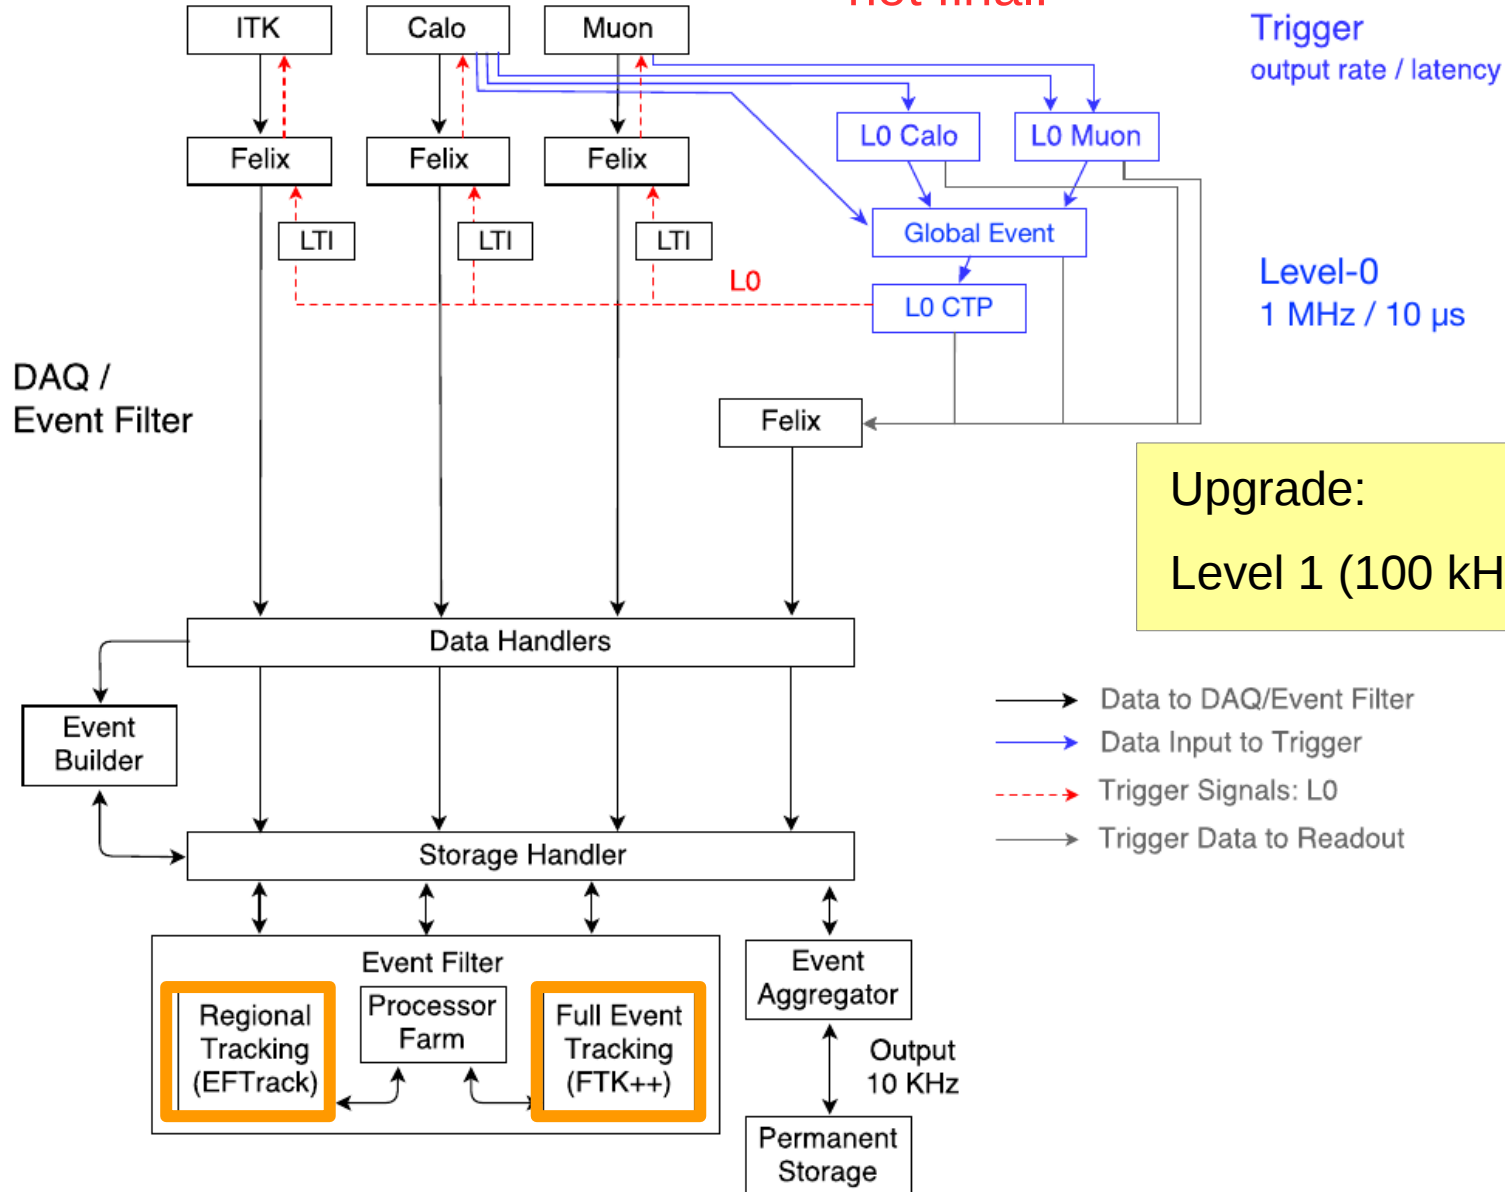 not final!
ITK
Calo
Muon
Trigger
output rate / latency
L0 Calo
L0 Muon
Felix
Felix
Felix
LTI
LTI
LTI
Global Event
L0
L0 CTP
Level-0
1 MHz / 10 µs
DAQ /
Event Filter
Felix
Upgrade:
Level 1 (100 kH
Data Handlers
Event
Builder
Data to DAQ/Event Filter
Data Input to Trigger
Trigger Signals: L0
Trigger Data to Readout
Storage Handler
Event Filter
Regional
Tracking
(EFTrack)
Processor
Farm
Full Event
Tracking
(FTK++)
Event
Aggregator
Output
10 KHz
Permanent
Storage